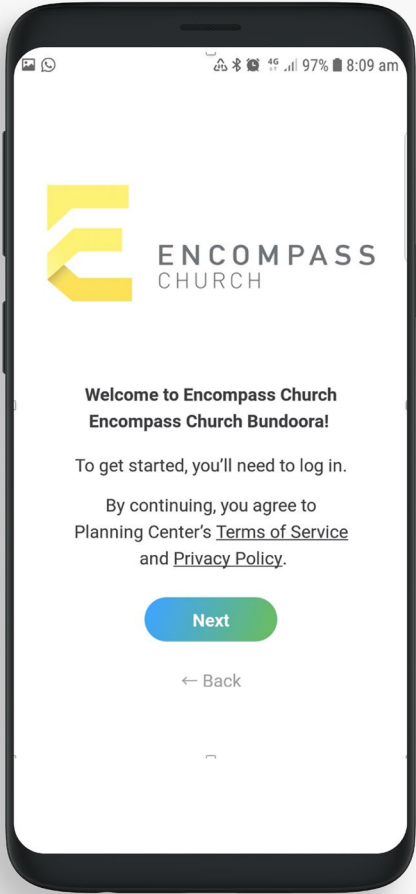 4G 97% 8:09 am
ENCOMPASS
CHURCH
Welcome to Encompass Church
Encompass Church Bundoora!
To get started, you’ll need to log in.
By continuing, you agree to
Planning Center’s Terms of Service
and Privacy Policy.
Next
← Back